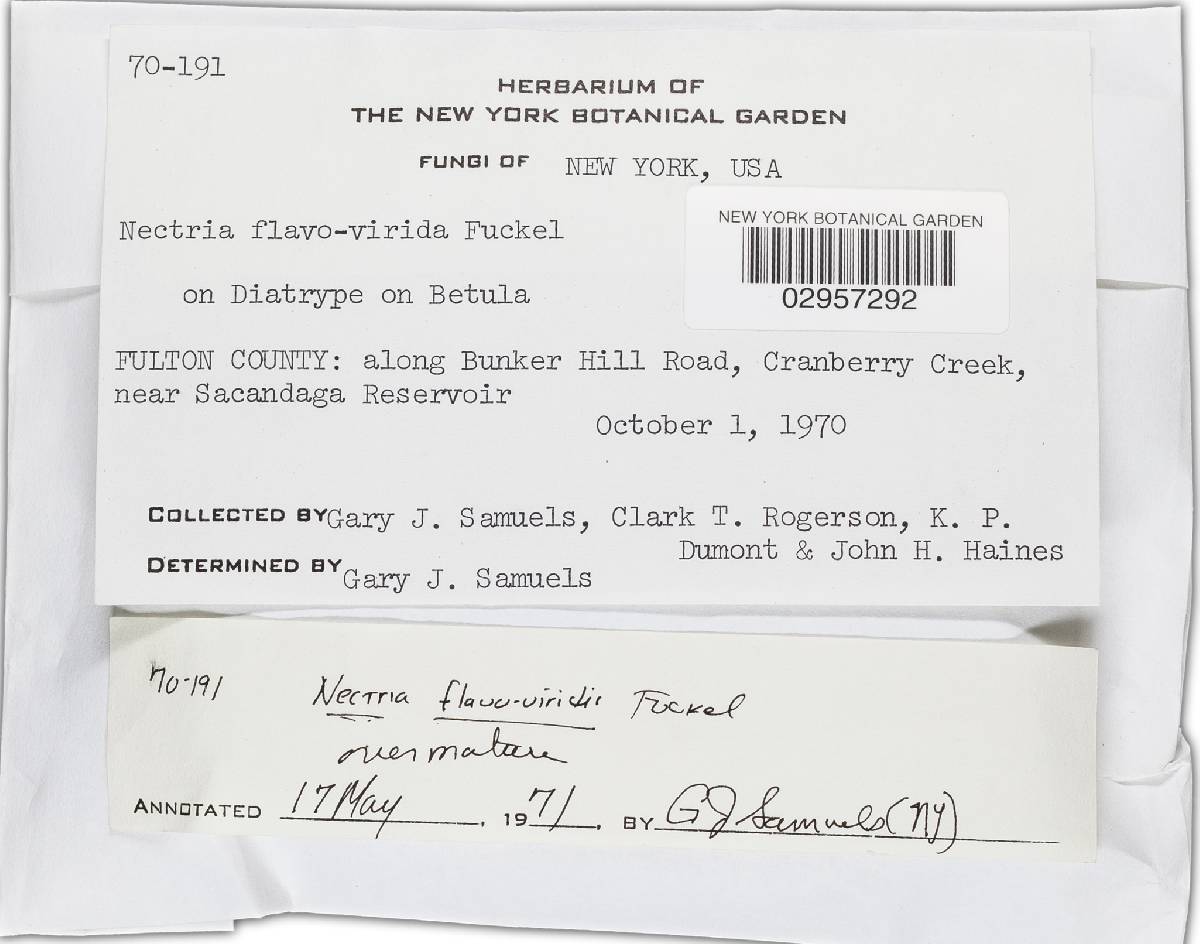 70-191
HERBARIUM OF
THE NEW YORK BOTANICAL GARDEN
FUNGI OF NEW YORK, USA
NEW YORK BOTANICAL GARDEN
02957292
Nectria flavo-virida Fuckel
on Diatrype on Betula
FULTON COUNTY: along Bunker Hill Road, Cranberry Creek,
near Sacandaga Reservoir
October 1, 1970
COLLECTED BY Gary J. Samuels, Clark T. Rogerson, K. P.
Dumont & John H. Haines
DETERMINED BY Gary J. Samuels
70-191 Nectria flavo-viridis Fuckel
overmature
ANNOTATED 17 May, 1971. BY GJ Samuels (NY)